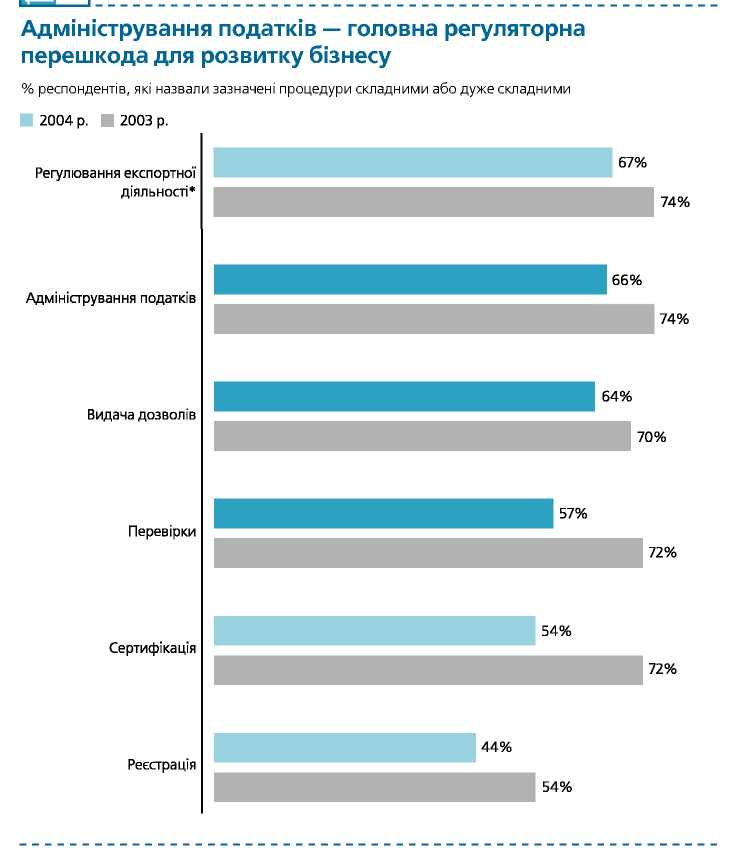 Адміністрування податків — головна регуляторна
перешкода для розвитку бізнесу
% респондентів, які назвали зазначені процедури складними або дуже складними
2004 р. 2003 р.
Регулювання експортної
діяльності*
67%
74%
Адміністрування податків
66%
74%
Видача дозволів
64%
70%
Перевірки
57%
72%
Сертифікація
54%
72%
Реєстрація
44%
54%